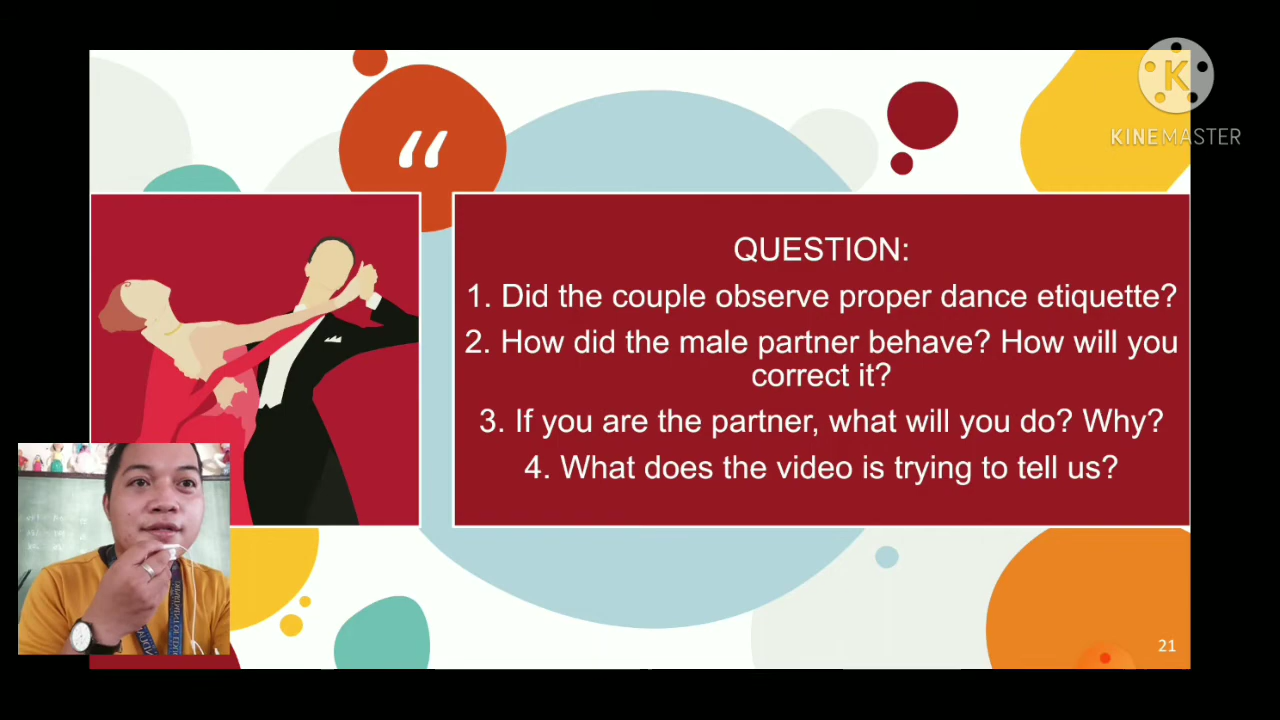 “
KINEMASTER
QUESTION:
1. Did the couple observe proper dance etiquette?
2. How did the male partner behave? How will you
correct it?
3. If you are the partner, what will you do? Why?
4. What does the video is trying to tell us?
21